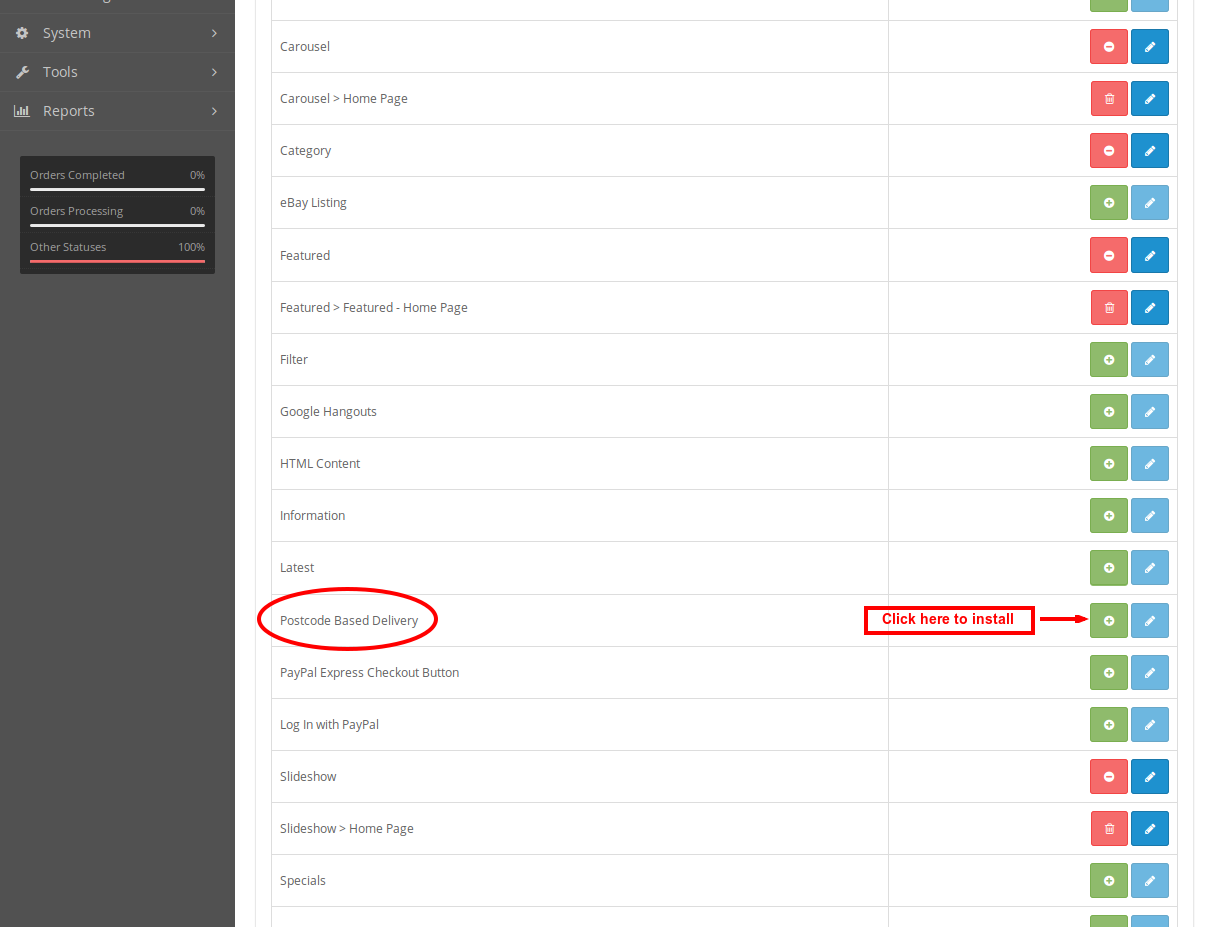 System
Tools
Reports
Orders Completed 0%
Orders Processing 0%
Other Statuses 100%
Carousel
Carousel > Home Page
Category
eBay Listing
Featured
Featured > Featured - Home Page
Filter
Google Hangouts
HTML Content
Information
Latest
Postcode Based Delivery
Click here to install
PayPal Express Checkout Button
Log In with PayPal
Slideshow
Slideshow > Home Page
Specials